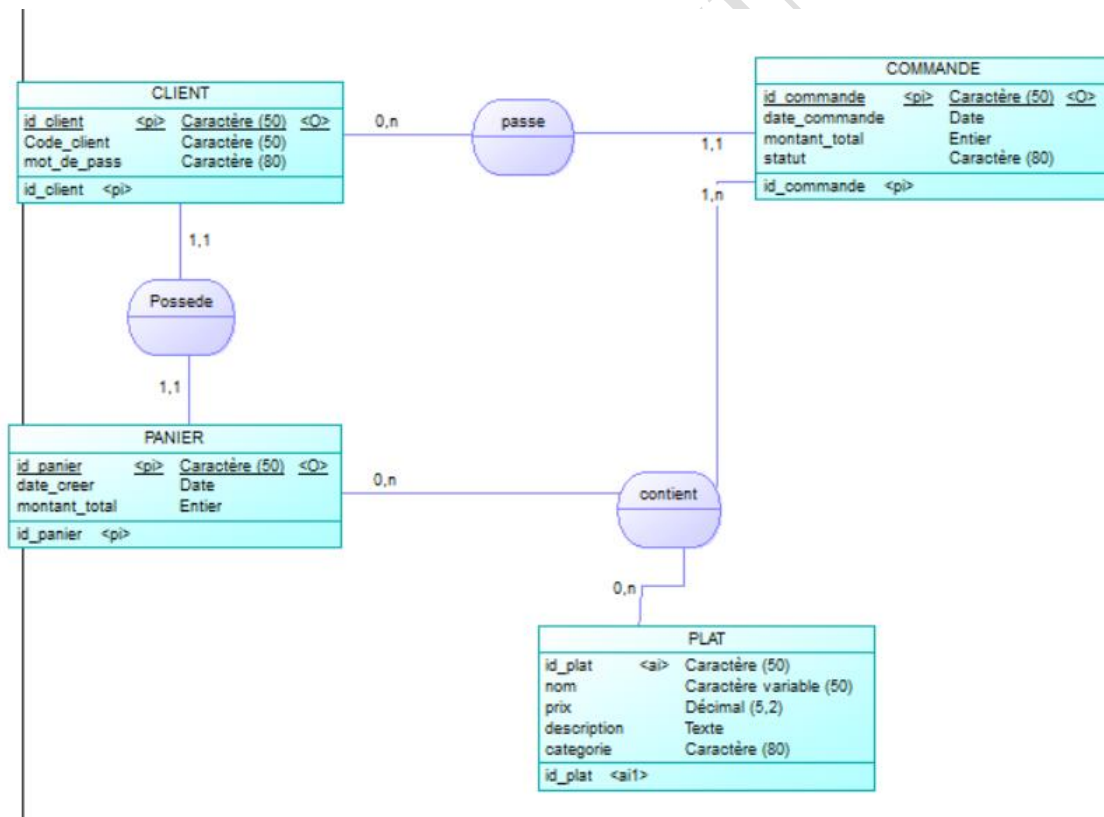 CLIENT
id_client <pi> Caractère (50) <O>
Code_client Caractère (50)
mot_de_pass Caractère (80)
id_client <pi>
0,n
passe
1,1
COMMANDE
id_commande <pi> Caractère (50) <O>
date_commande Date
montant_total Entier
statut Caractère (80)
id_commande <pi>
1,n
1,1
Possede
1,1
PANIER
id_panier <pi> Caractère (50) <O>
date_creer Date
montant_total Entier
id_panier <pi>
0,n
contient
0,n
PLAT
id_plat <ai> Caractère (50)
nom Caractère variable (50)
prix Décimal (5,2)
description Texte
categorie Caractère (80)
id_plat <ai1>